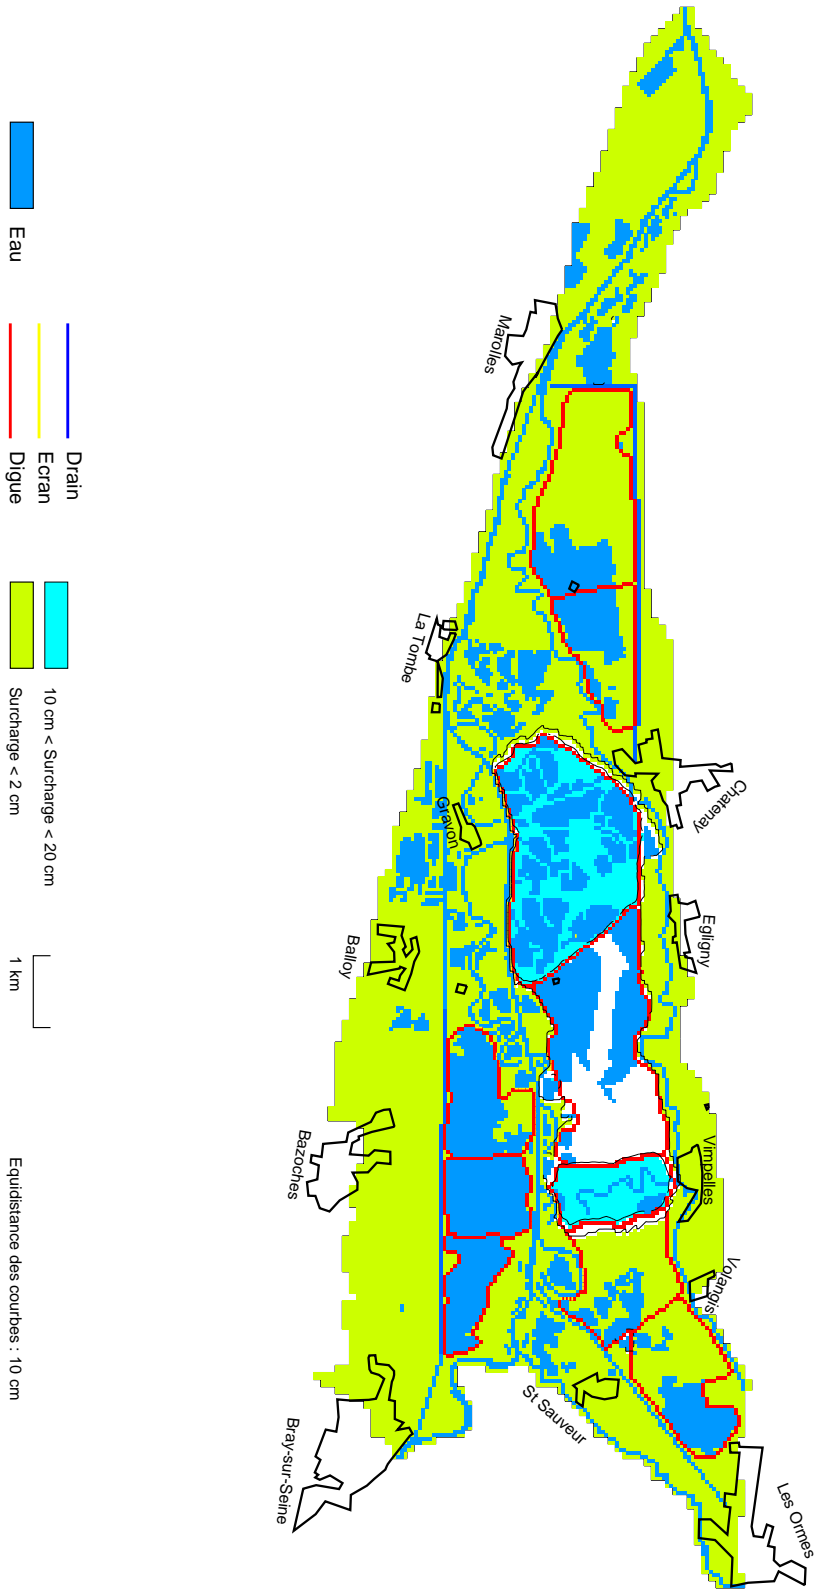 Marolles
La Tombe
Chatenay
Gravon
Egligny
Balloy
Vimpelles
Bazoches
Volangis
St Sauveur
Bray-sur-Seine
Les Ormes
Eau
Drain
Ecran
Digue
10 cm < Surcharge < 20 cm
Surcharge < 2 cm
1 km
Equidistance des courbes : 10 cm